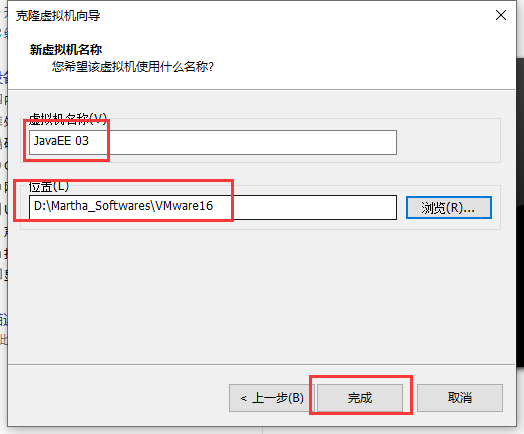 克隆虚拟机向导
新虚拟机名称
您希望该虚拟机使用什么名称?
虚拟机名称(V)
JavaEE 03
位置(L)
D:\Martha_Softwares\VMware16
浏览(R)...
< 上一步(B)
完成
取消